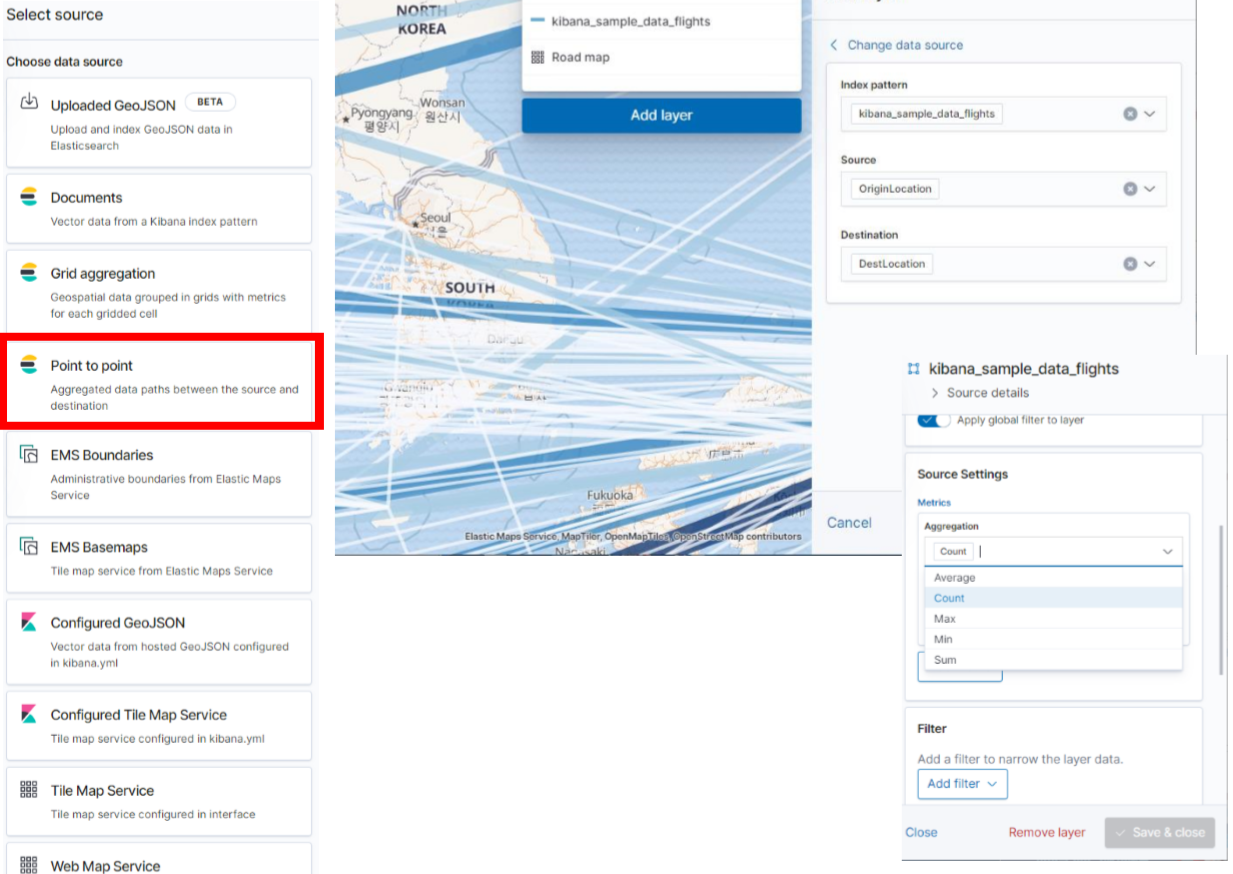 Select source
Choose data source
Uploaded GeoJSON BETA
Upload and index GeoJSON data in
Elasticsearch
Documents
Vector data from a Kibana index pattern
Grid aggregation
Geospatial data grouped in grids with metrics
for each gridded cell
Point to point
Aggregated data paths between the source and
destination
EMS Boundaries
Administrative boundaries from Elastic Maps
Service
EMS Basemaps
Tile map service from Elastic Maps Service
Configured GeoJSON
Vector data from hosted GeoJSON configured
in kibana.yml
Configured Tile Map Service
Tile map service configured in kibana.yml
Tile Map Service
Tile map service configured in interface
Web Map Service
NORTH
KOREA
Wonsan
원산시
Pyongyang
평양시
Seoul
SOUTH
KOREA
Fukuoka
Nagasaki
Elastic Maps Service, MapTiler, OpenMapTiles, OpenStreetMap contributors
kibana_sample_data_flights
Road map
Add layer
Change data source
Index pattern
kibana_sample_data_flights
Source
OriginLocation
Destination
DestLocation
Cancel
kibana_sample_data_flights
Source details
Apply global filter to layer
Source Settings
Metrics
Aggregation
Count
Average
Count
Max
Min
Sum
Filter
Add a filter to narrow the layer data.
Add filter
Close
Remove layer
Save & close